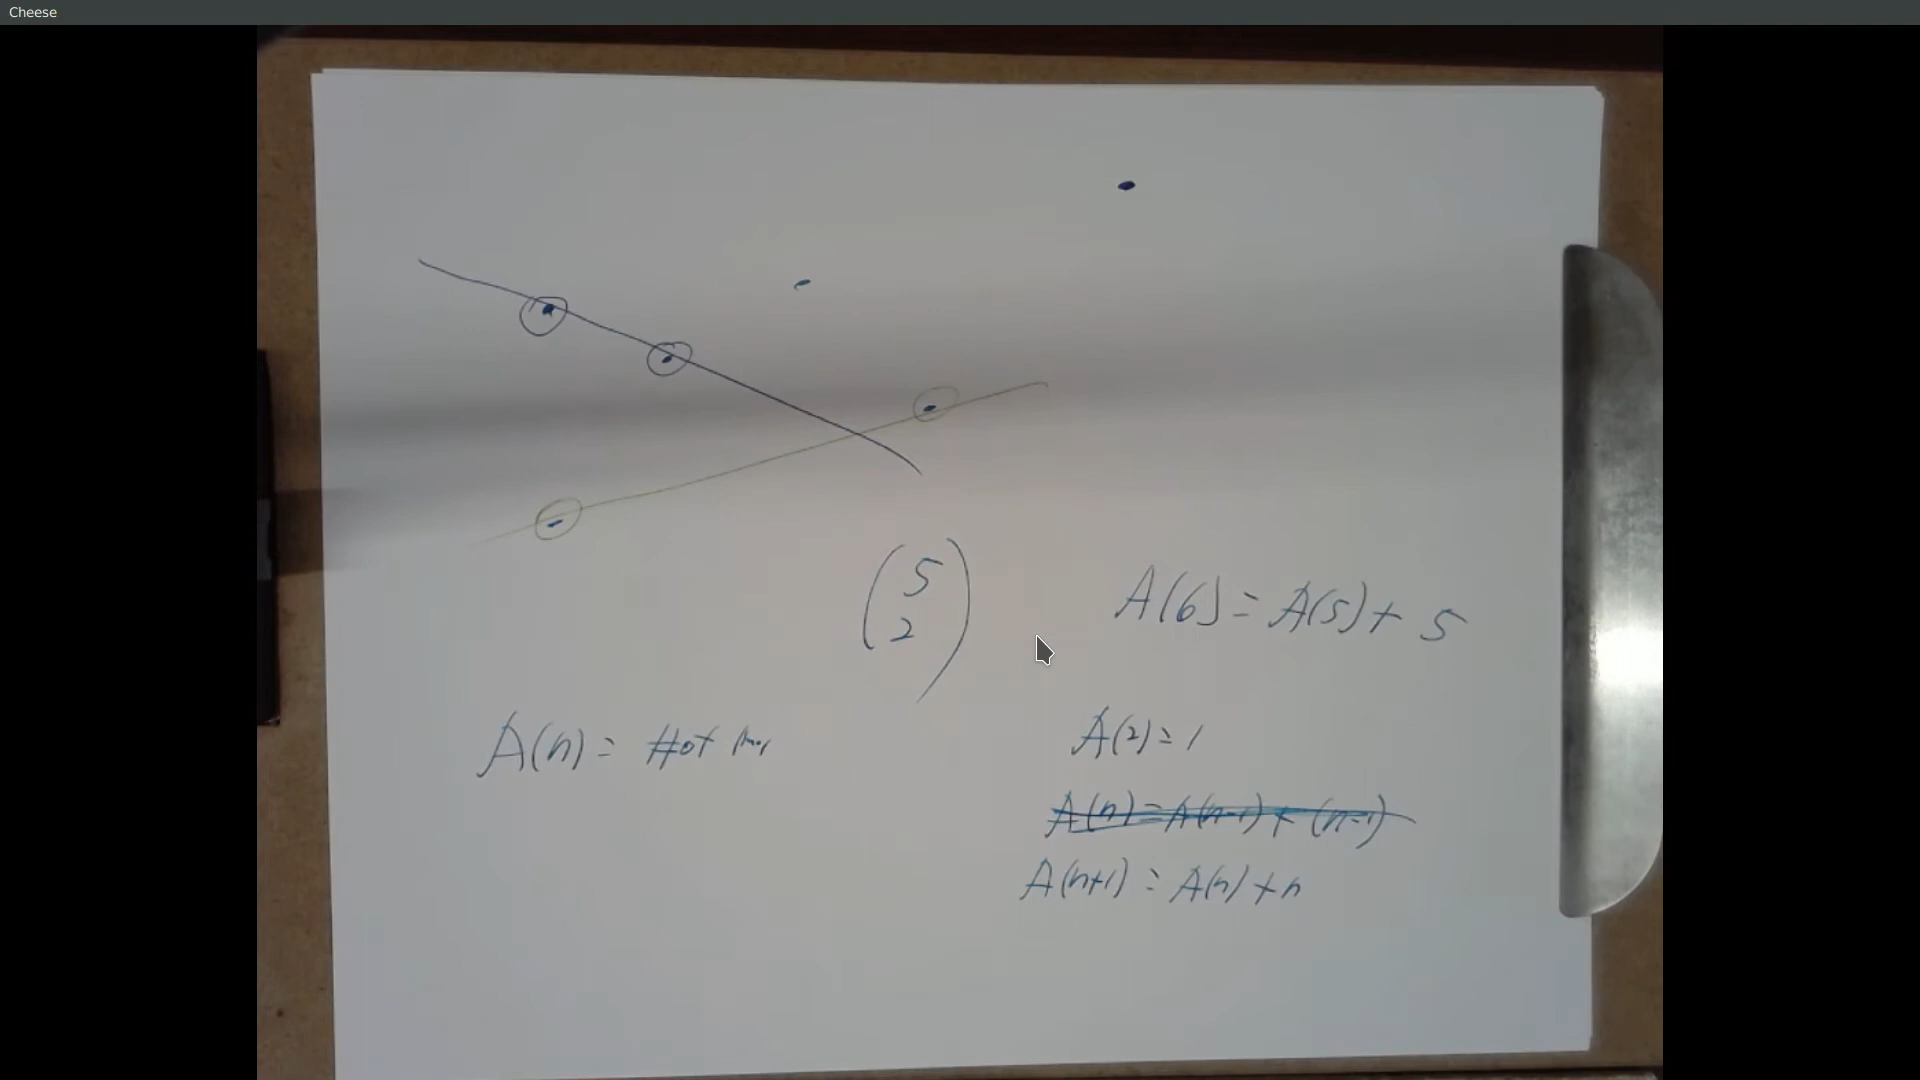 Cheese
(5
2)
A(6) = A(5) + 5
A(n) = # of
A(2) = 1
A(n) = A(n-1) + (n-1)
A(n+1) = A(n) + n